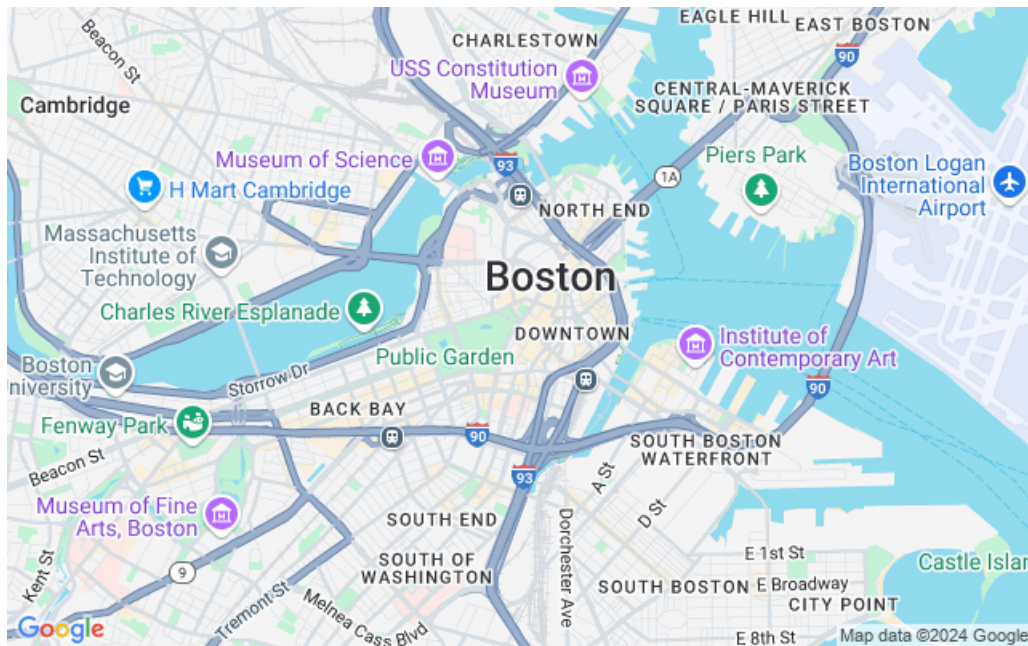 EAGLE HILL
EAST BOSTON
Beacon St
CHARLESTOWN
90
USS Constitution
Museum
CENTRAL-MAVERICK
SQUARE / PARIS STREET
Cambridge
Museum of Science
93
Piers Park
1A
Boston Logan
International
Airport
H Mart Cambridge
NORTH END
Massachusetts
Institute of
Technology
Boston
Charles River Esplanade
DOWNTOWN
Institute of
Contemporary Art
Public Garden
Boston
niversity
Storrow Dr
90
BACK BAY
Fenway Park
90
SOUTH BOSTON
WATERFRONT
Beacon St
93
A St
Museum of Fine
Arts, Boston
D St
SOUTH END
Dorchester Ave
E 1st St
Castle Islan
Kent St
9
SOUTH OF
WASHINGTON
SOUTH BOSTON
E Broadway
CITY POINT
Tremont St
Melnea Cass Blvd
Google
E 8th St
Map data ©2024 Google